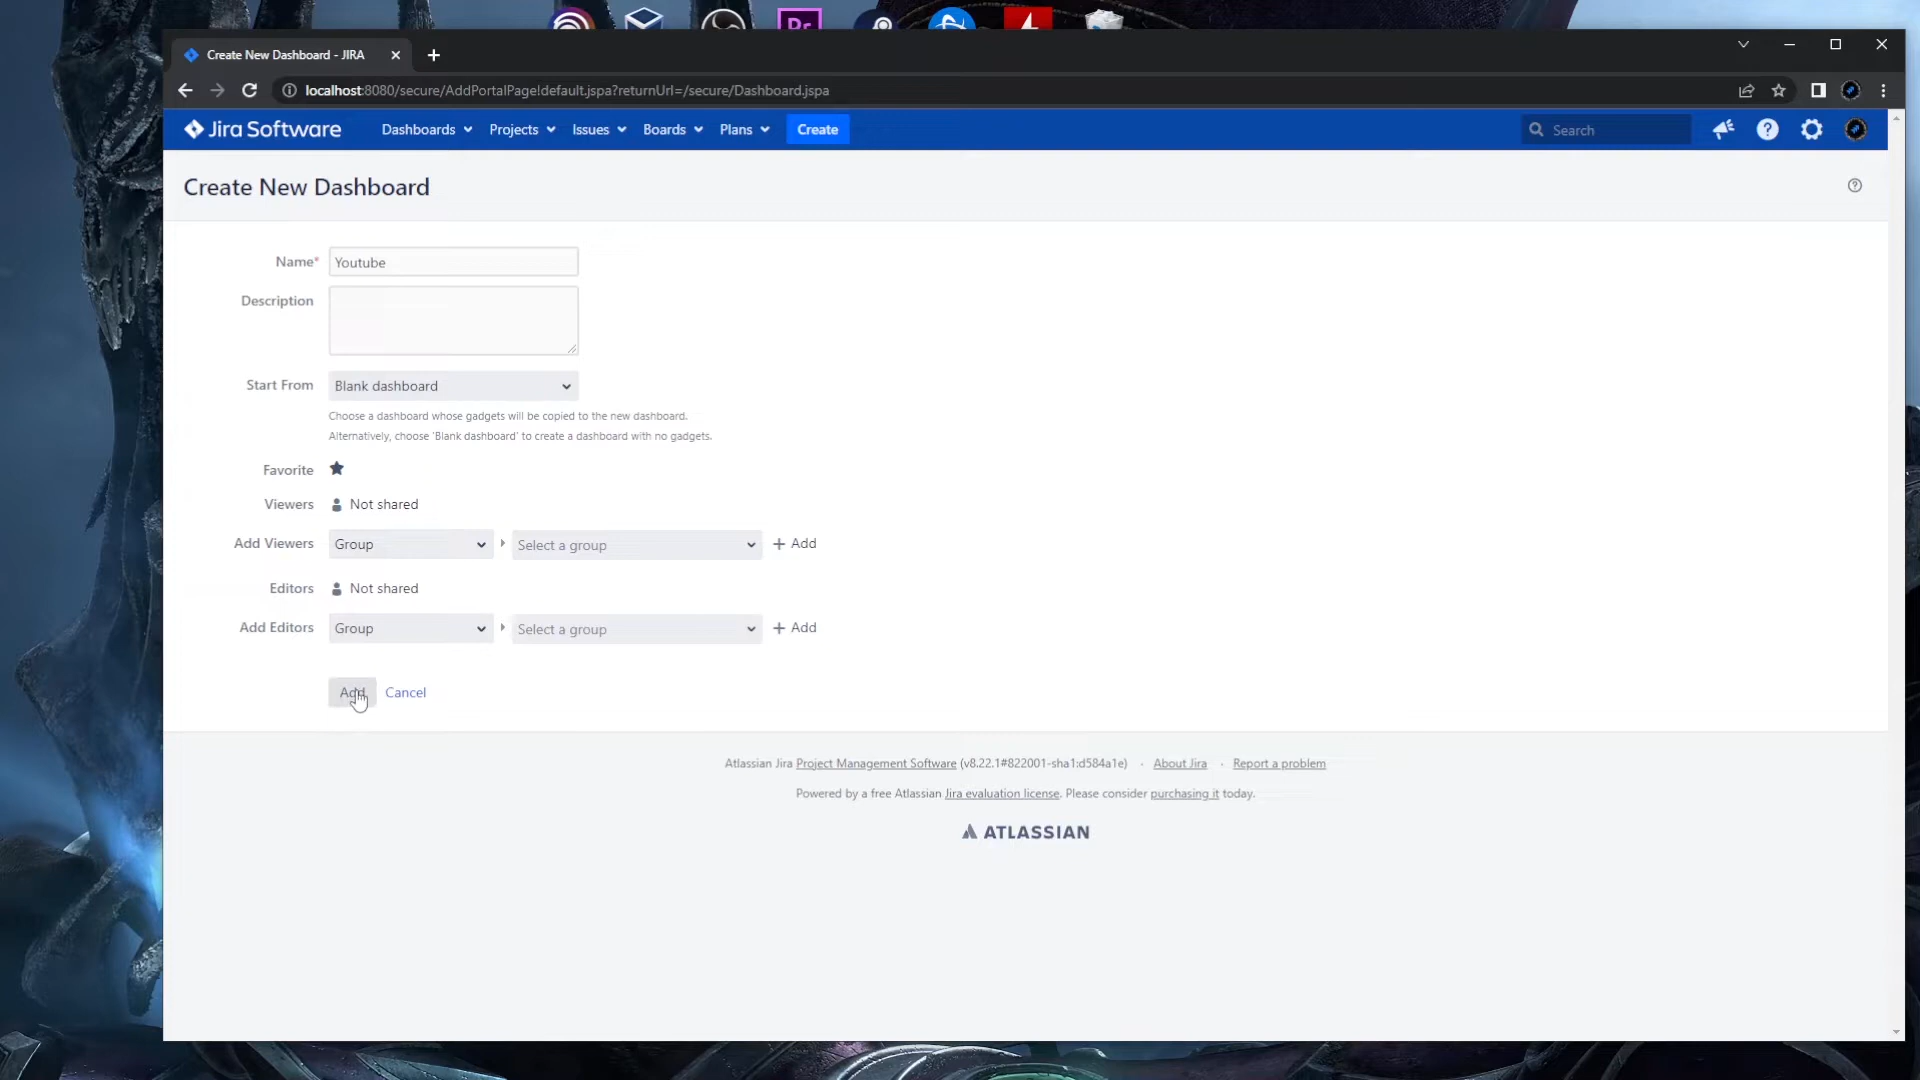 Pr
Create New Dashboard - JIRA
localhost:8080/secure/AddPortalPage!default.jspa?returnUrl=/secure/Dashboard.jspa
Jira Software Dashboards Projects Issues Boards Plans Create Search
Create New Dashboard
Name* Youtube
Description
Start From Blank dashboard
Choose a dashboard whose gadgets will be copied to the new dashboard.
Alternatively, choose 'Blank dashboard' to create a dashboard with no gadgets.
Favorite
Viewers Not shared
Add Viewers Group Select a group + Add
Editors Not shared
Add Editors Group Select a group + Add
Add Cancel
Atlassian Jira Project Management Software (v8.22.1#822001-sha1:d584a1e) · About Jira · Report a problem
Powered by a free Atlassian Jira evaluation license. Please consider purchasing it today.
ATLASSIAN